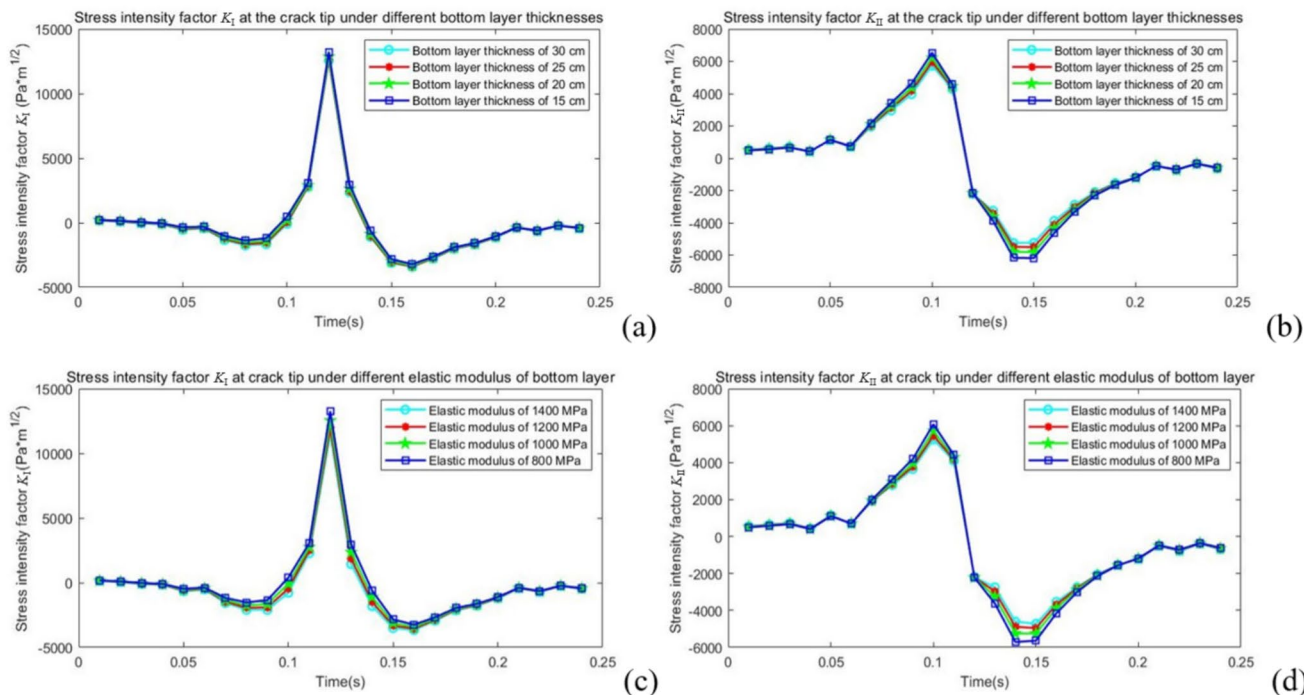 Stress intensity factor K_I at the crack tip under different bottom layer thicknesses
15000
10000
5000
0
-5000
Stress intensity factor K_I (Pa*m^1/2)
Bottom layer thickness of 30 cm
Bottom layer thickness of 25 cm
Bottom layer thickness of 20 cm
Bottom layer thickness of 15 cm
0 0.05 0.1 0.15 0.2 0.25
Time(s)
(a)
Stress intensity factor K_II at the crack tip under different bottom layer thicknesses
8000
6000
4000
2000
0
-2000
-4000
-6000
-8000
Stress intensity factor K_II(Pa*m^1/2)
Bottom layer thickness of 30 cm
Bottom layer thickness of 25 cm
Bottom layer thickness of 20 cm
Bottom layer thickness of 15 cm
0 0.05 0.1 0.15 0.2 0.25
Time(s)
(b)
Stress intensity factor K_I at crack tip under different elastic modulus of bottom layer
15000
10000
5000
0
-5000
Stress intensity factor K_I(Pa*m^1/2)
Elastic modulus of 1400 MPa
Elastic modulus of 1200 MPa
Elastic modulus of 1000 MPa
Elastic modulus of 800 MPa
0 0.05 0.1 0.15 0.2 0.25
Time(s)
(c)
Stress intensity factor K_II at crack tip under different elastic modulus of bottom layer
8000
6000
4000
2000
0
-2000
-4000
-6000
Stress intensity factor K_II(Pa*m^1/2)
Elastic modulus of 1400 MPa
Elastic modulus of 1200 MPa
Elastic modulus of 1000 MPa
Elastic modulus of 800 MPa
0 0.05 0.1 0.15 0.2 0.25
Time(s)
(d)